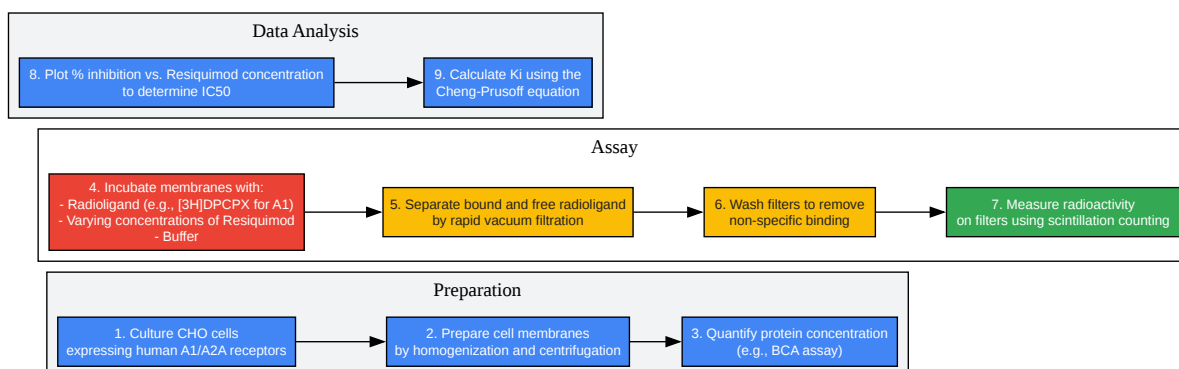 Data Analysis
8. Plot % inhibition vs. Resiquimod concentration
to determine IC50
9. Calculate Ki using the
Cheng-Prusoff equation
Assay
4. Incubate membranes with:
- Radioligand (e.g., [3H]DPCPX for A1)
- Varying concentrations of Resiquimod
- Buffer
5. Separate bound and free radioligand
by rapid vacuum filtration
6. Wash filters to remove
non-specific binding
7. Measure radioactivity
on filters using scintillation counting
Preparation
1. Culture CHO cells
expressing human A1/A2A receptors
2. Prepare cell membranes
by homogenization and centrifugation
3. Quantify protein concentration
(e.g., BCA assay)